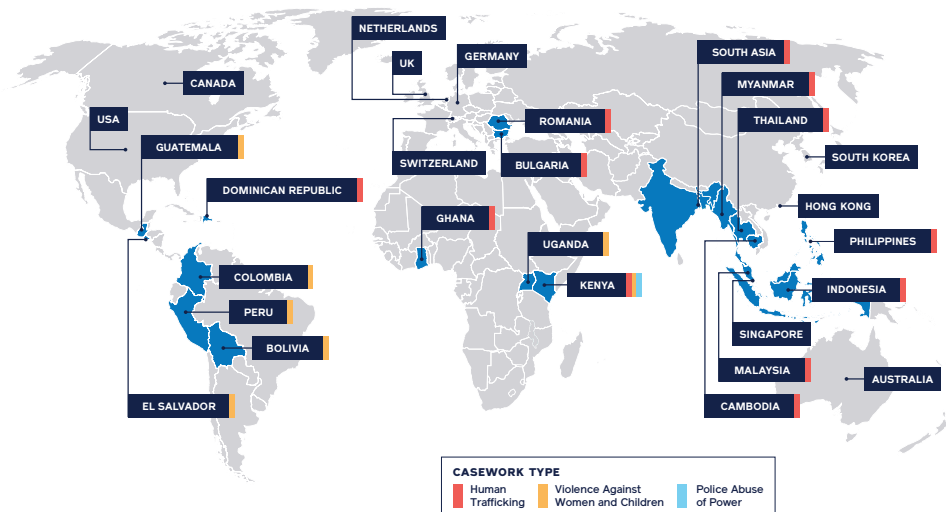 NETHERLANDS
UK
GERMANY
CANADA
USA
GUATEMALA
DOMINICAN REPUBLIC
SWITZERLAND
ROMANIA
BULGARIA
SOUTH ASIA
MYANMAR
THAILAND
SOUTH KOREA
HONG KONG
PHILIPPINES
GHANA
UGANDA
KENYA
COLOMBIA
PERU
BOLIVIA
EL SALVADOR
INDONESIA
SINGAPORE
MALAYSIA
CAMBODIA
AUSTRALIA
CASEWORK TYPE
Human
Trafficking
Violence Against
Women and Children
Police Abuse
of Power